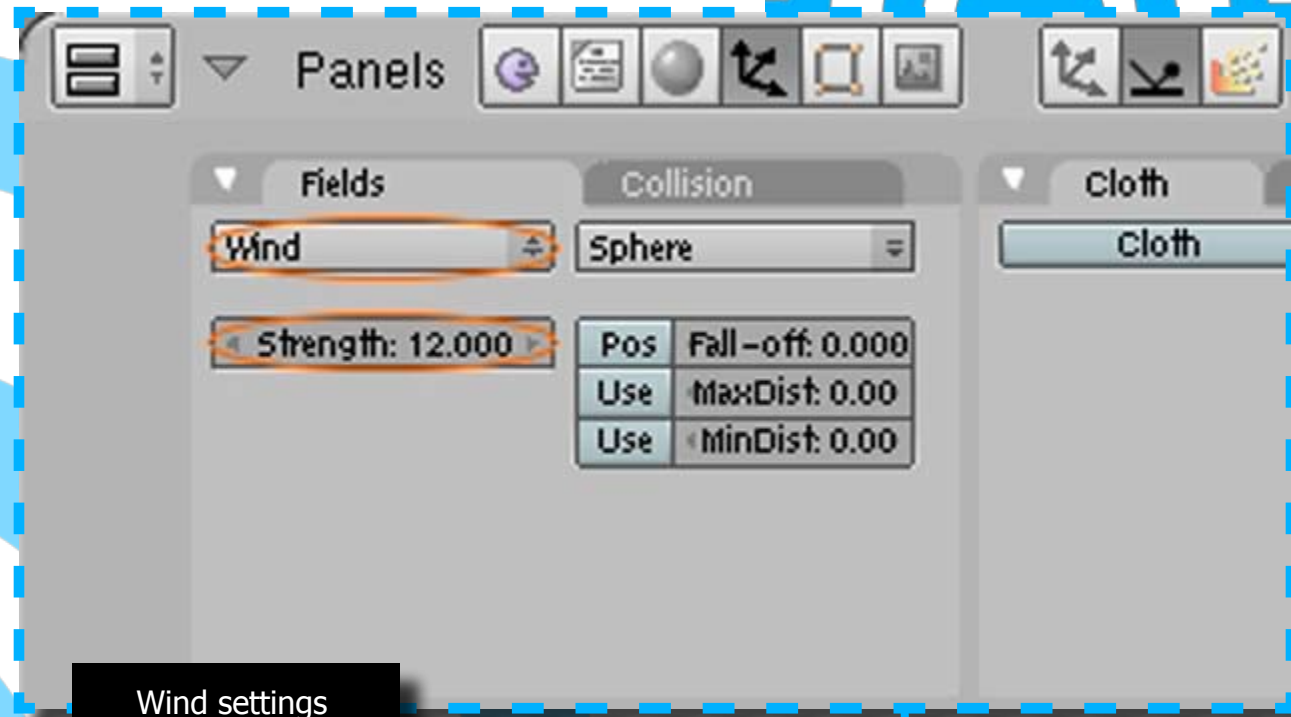 Panels
Fields
Collision
Cloth
Wind
Sphere
Cloth
Strength: 12.000
Pos Fall-off: 0.000
Use MaxDist: 0.00
Use MinDist: 0.00
Wind settings